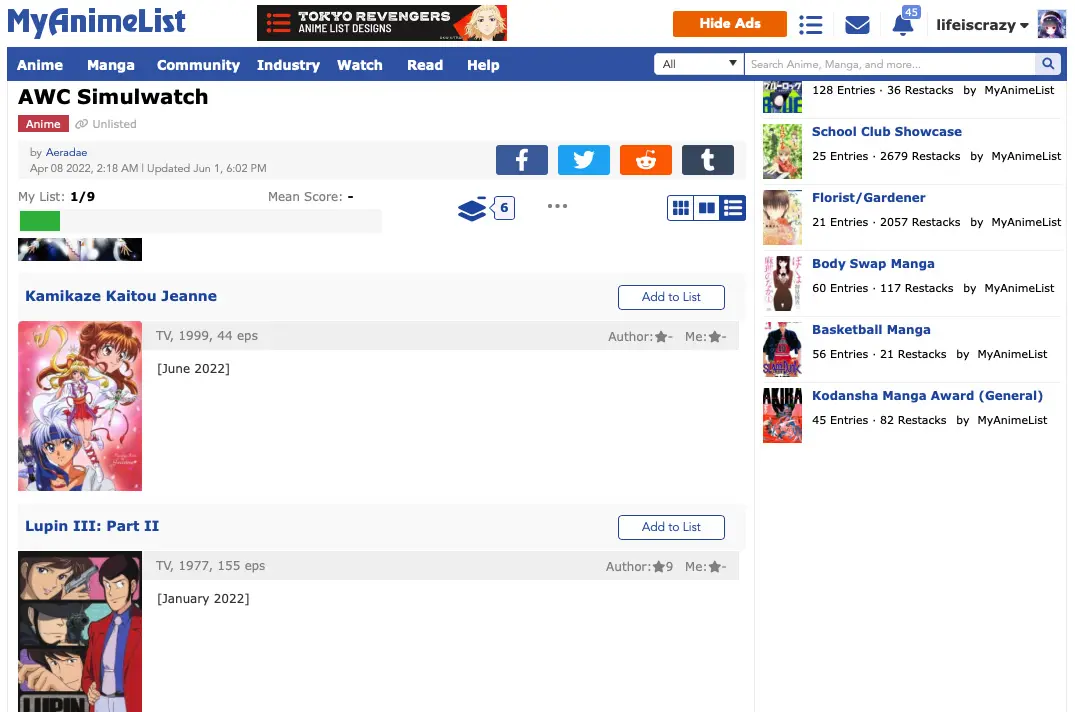 MyAnimeList
TOKYO REVENGERS
ANIME LIST DESIGNS
Hide Ads
45
lifeiscrazy
Anime Manga Community Industry Watch Read Help
All
Search Anime, Manga, and more...
AWC Simulwatch
Anime Unlisted
by Aeradae
Apr 08 2022, 2:18 AM | Updated Jun 1, 6:02 PM
My List: 1/9
Mean Score: -
6
Kamikaze Kaitou Jeanne
Add to List
TV, 1999, 44 eps
Author: - Me: -
[June 2022]
Lupin III: Part II
Add to List
TV, 1977, 155 eps
Author: 9 Me: -
[January 2022]
LUPIN
128 Entries · 36 Restacks by MyAnimeList
School Club Showcase
25 Entries · 2679 Restacks by MyAnimeList
Florist/Gardener
21 Entries · 2057 Restacks by MyAnimeList
Body Swap Manga
60 Entries · 117 Restacks by MyAnimeList
Basketball Manga
56 Entries · 21 Restacks by MyAnimeList
Kodansha Manga Award (General)
AKIRA
45 Entries · 82 Restacks by MyAnimeList